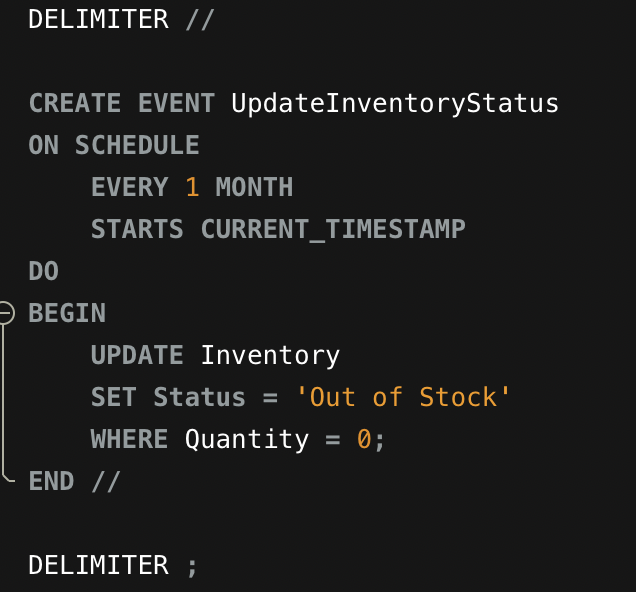 DELIMITER //
CREATE EVENT UpdateInventoryStatus
ON SCHEDULE
EVERY 1 MONTH
STARTS CURRENT_TIMESTAMP
DO
BEGIN
UPDATE Inventory
SET Status = 'Out of Stock'
WHERE Quantity = 0;
END //
DELIMITER ;